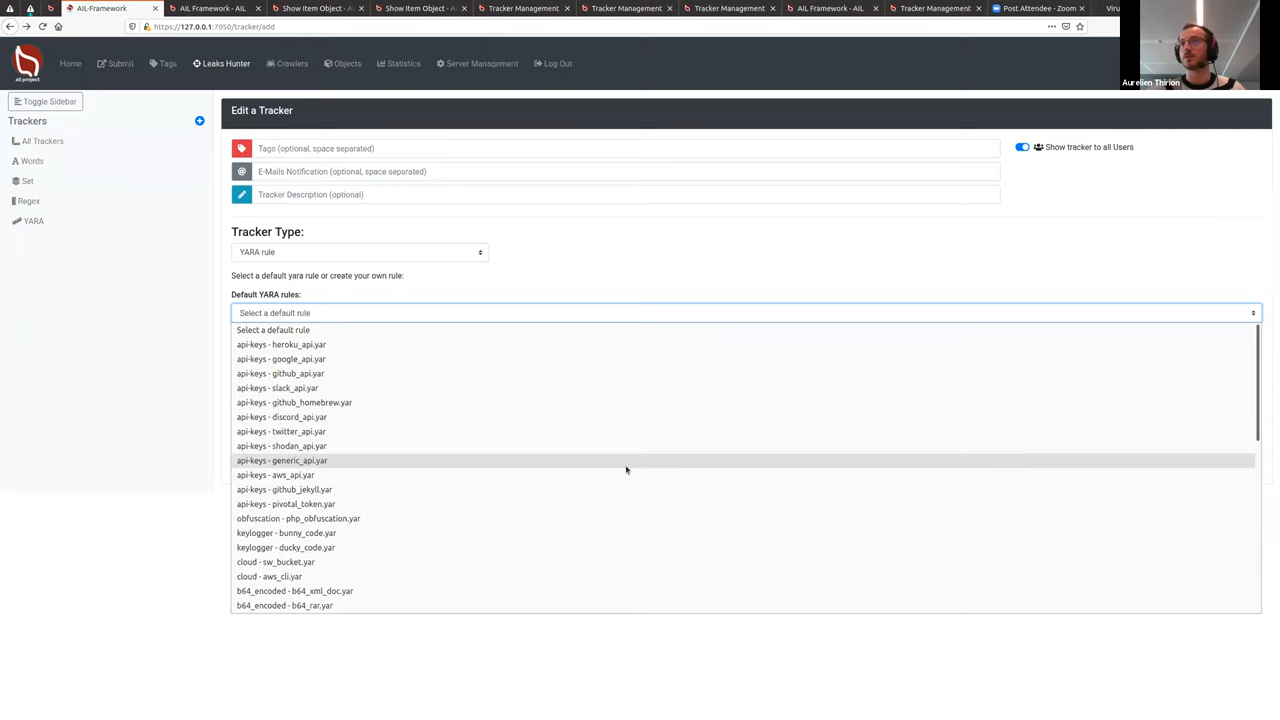 AIL-Framework
AIL Framework - AIL
Show Item Object - A
Show Item Object - A
Tracker Management
Tracker Management
Tracker Management
AIL Framework - AIL
Tracker Management
Post Attendee - Zoom
Viru
https://127.0.0.1:7050/tracker/add
ail project
Home
Submit
Tags
Leaks Hunter
Crawlers
Objects
Statistics
Server Management
Log Out
Aurelien Thirion
Toggle Sidebar
Trackers
All Trackers
Words
Set
Regex
YARA
Edit a Tracker
Tags (optional, space separated)
Show tracker to all Users
@ E-Mails Notification (optional, space separated)
Tracker Description (optional)
Tracker Type:
YARA rule
Select a default yara rule or create your own rule:
Default YARA rules:
Select a default rule
Select a default rule
api-keys - heroku_api.yar
api-keys - google_api.yar
api-keys - github_api.yar
api-keys - slack_api.yar
api-keys - github_homebrew.yar
api-keys - discord_api.yar
api-keys - twitter_api.yar
api-keys - shodan_api.yar
api-keys - generic_api.yar
api-keys - aws_api.yar
api-keys - github_jekyll.yar
api-keys - pivotal_token.yar
obfuscation - php_obfuscation.yar
keylogger - bunny_code.yar
keylogger - ducky_code.yar
cloud - sw_bucket.yar
cloud - aws_cli.yar
b64_encoded - b64_xml_doc.yar
b64_encoded - b64_rar.yar